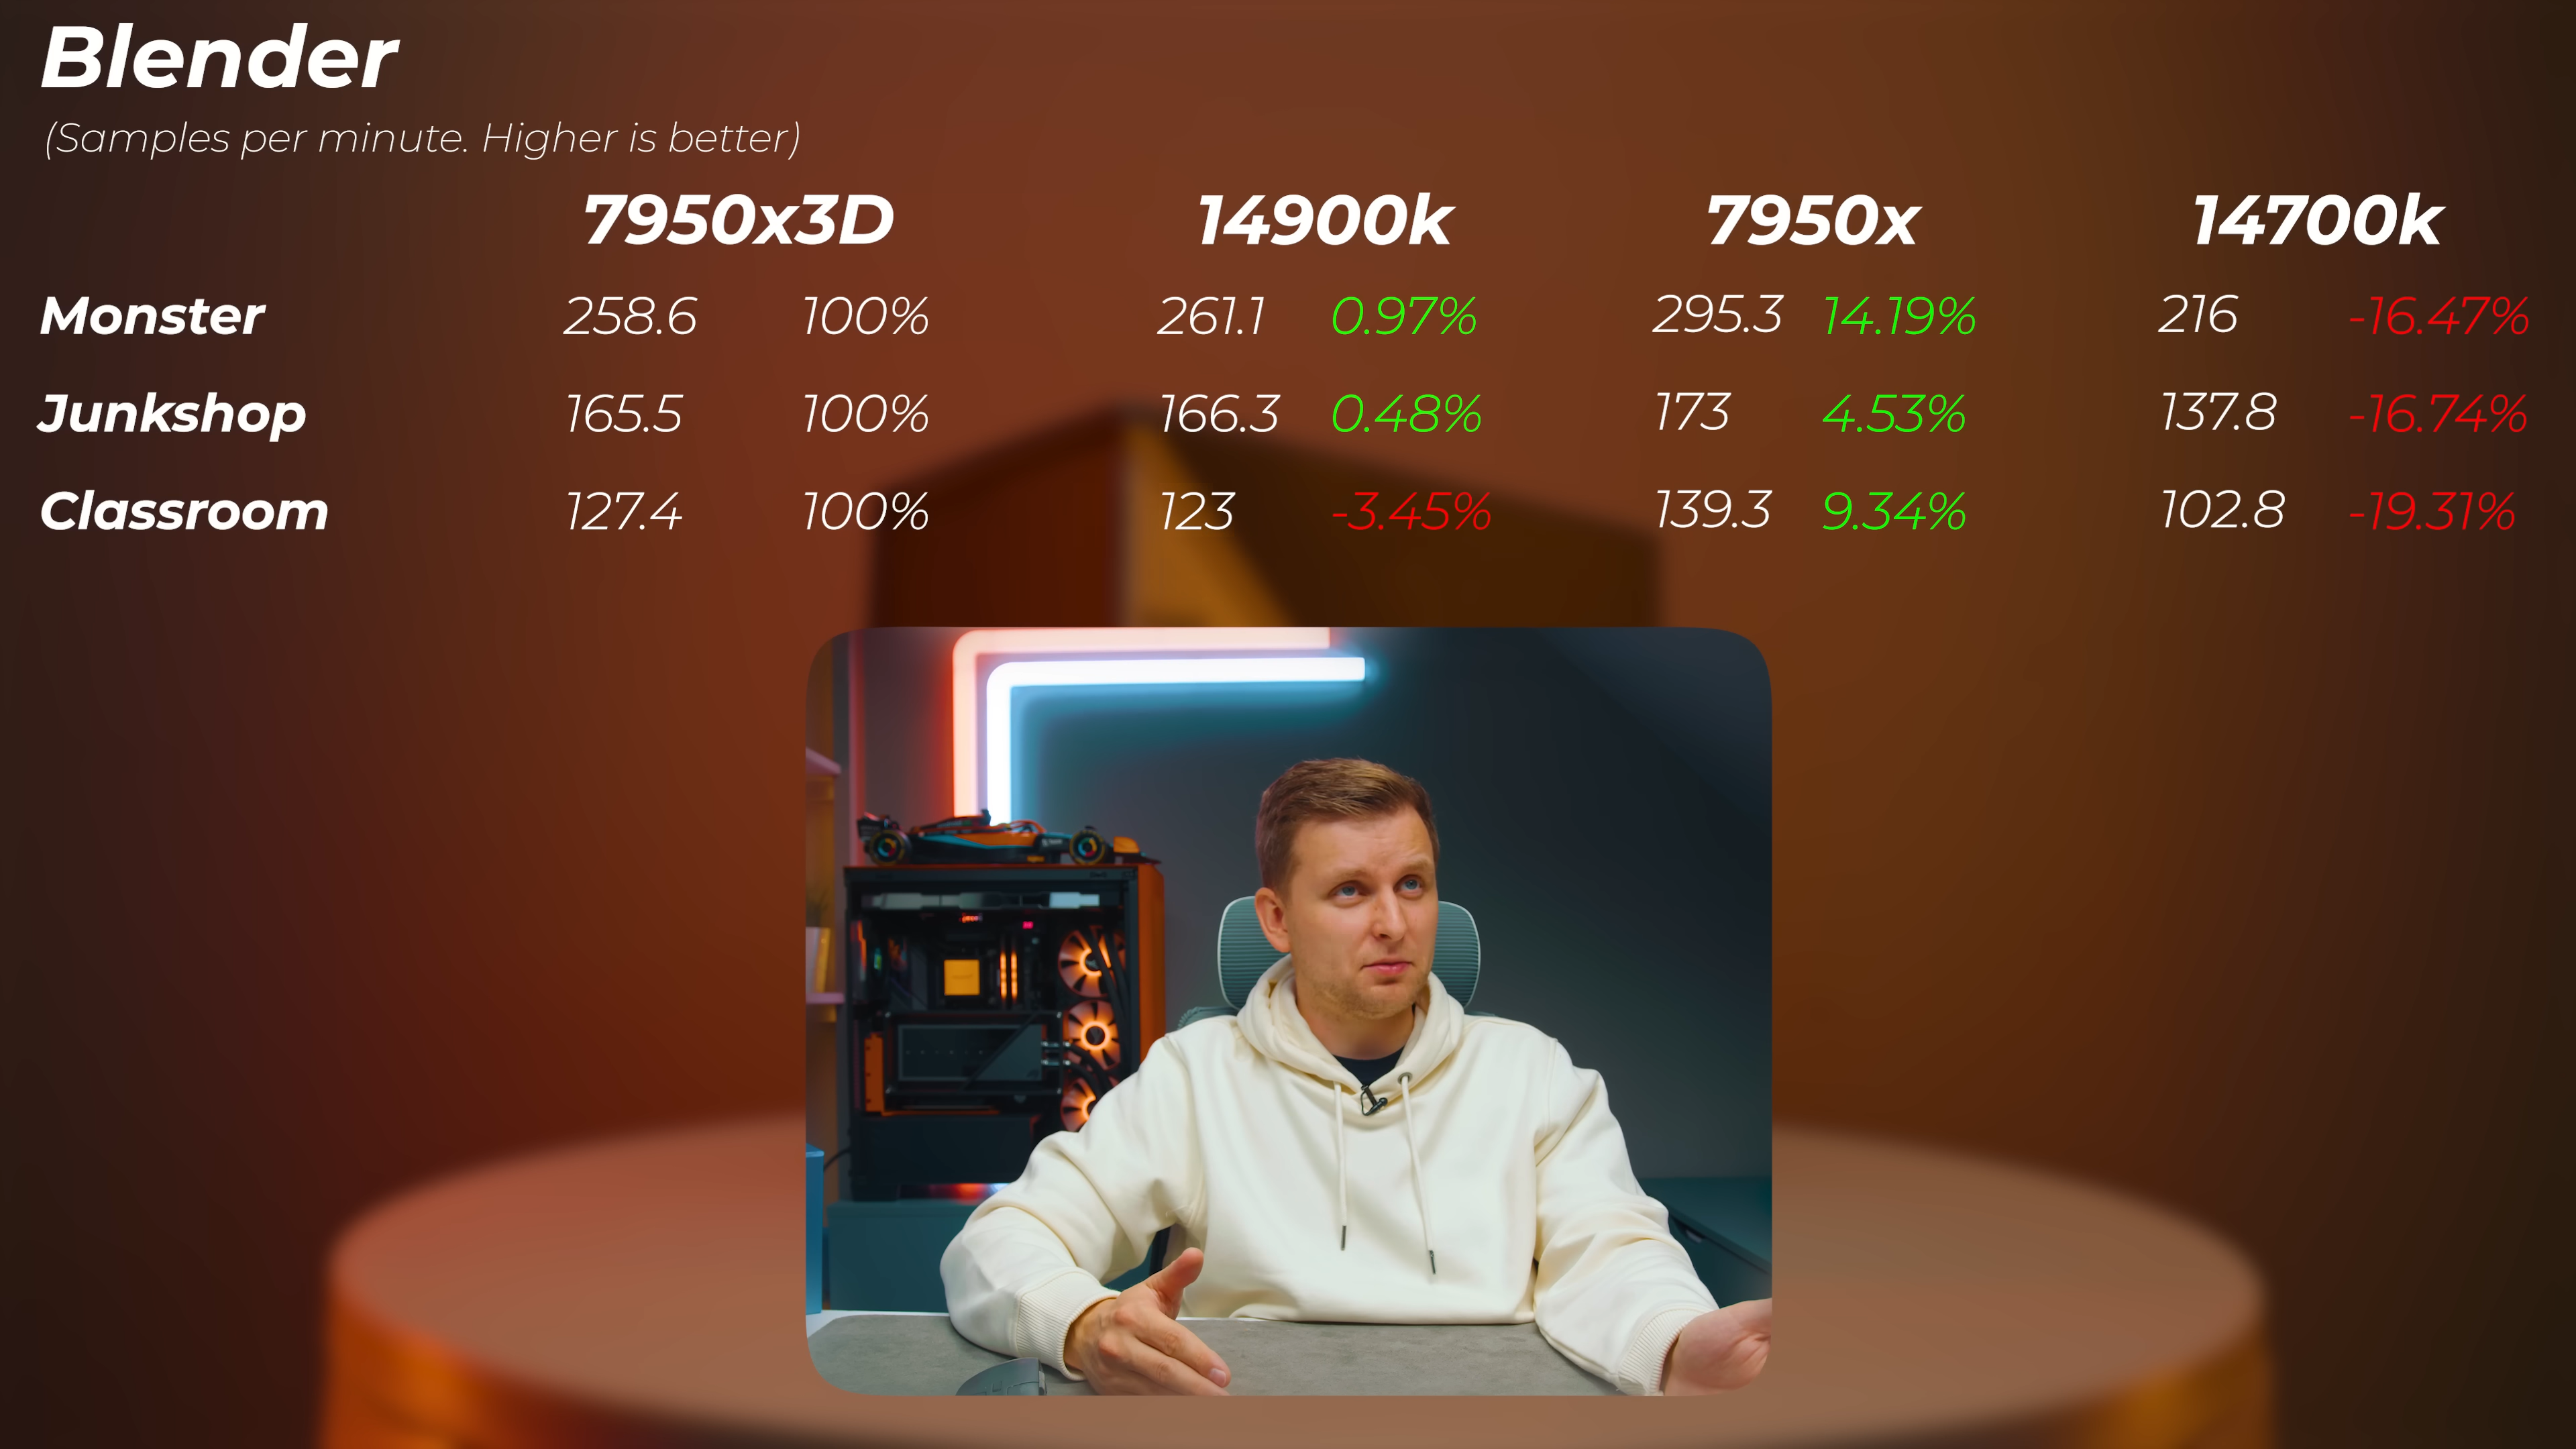 Blender
(Samples per minute. Higher is better)
7950x3D 14900k 7950x 14700k
Monster 258.6 100% 261.1 0.97% 295.3 14.19% 216 -16.47%
Junkshop 165.5 100% 166.3 0.48% 173 4.53% 137.8 -16.74%
Classroom 127.4 100% 123 -3.45% 139.3 9.34% 102.8 -19.31%